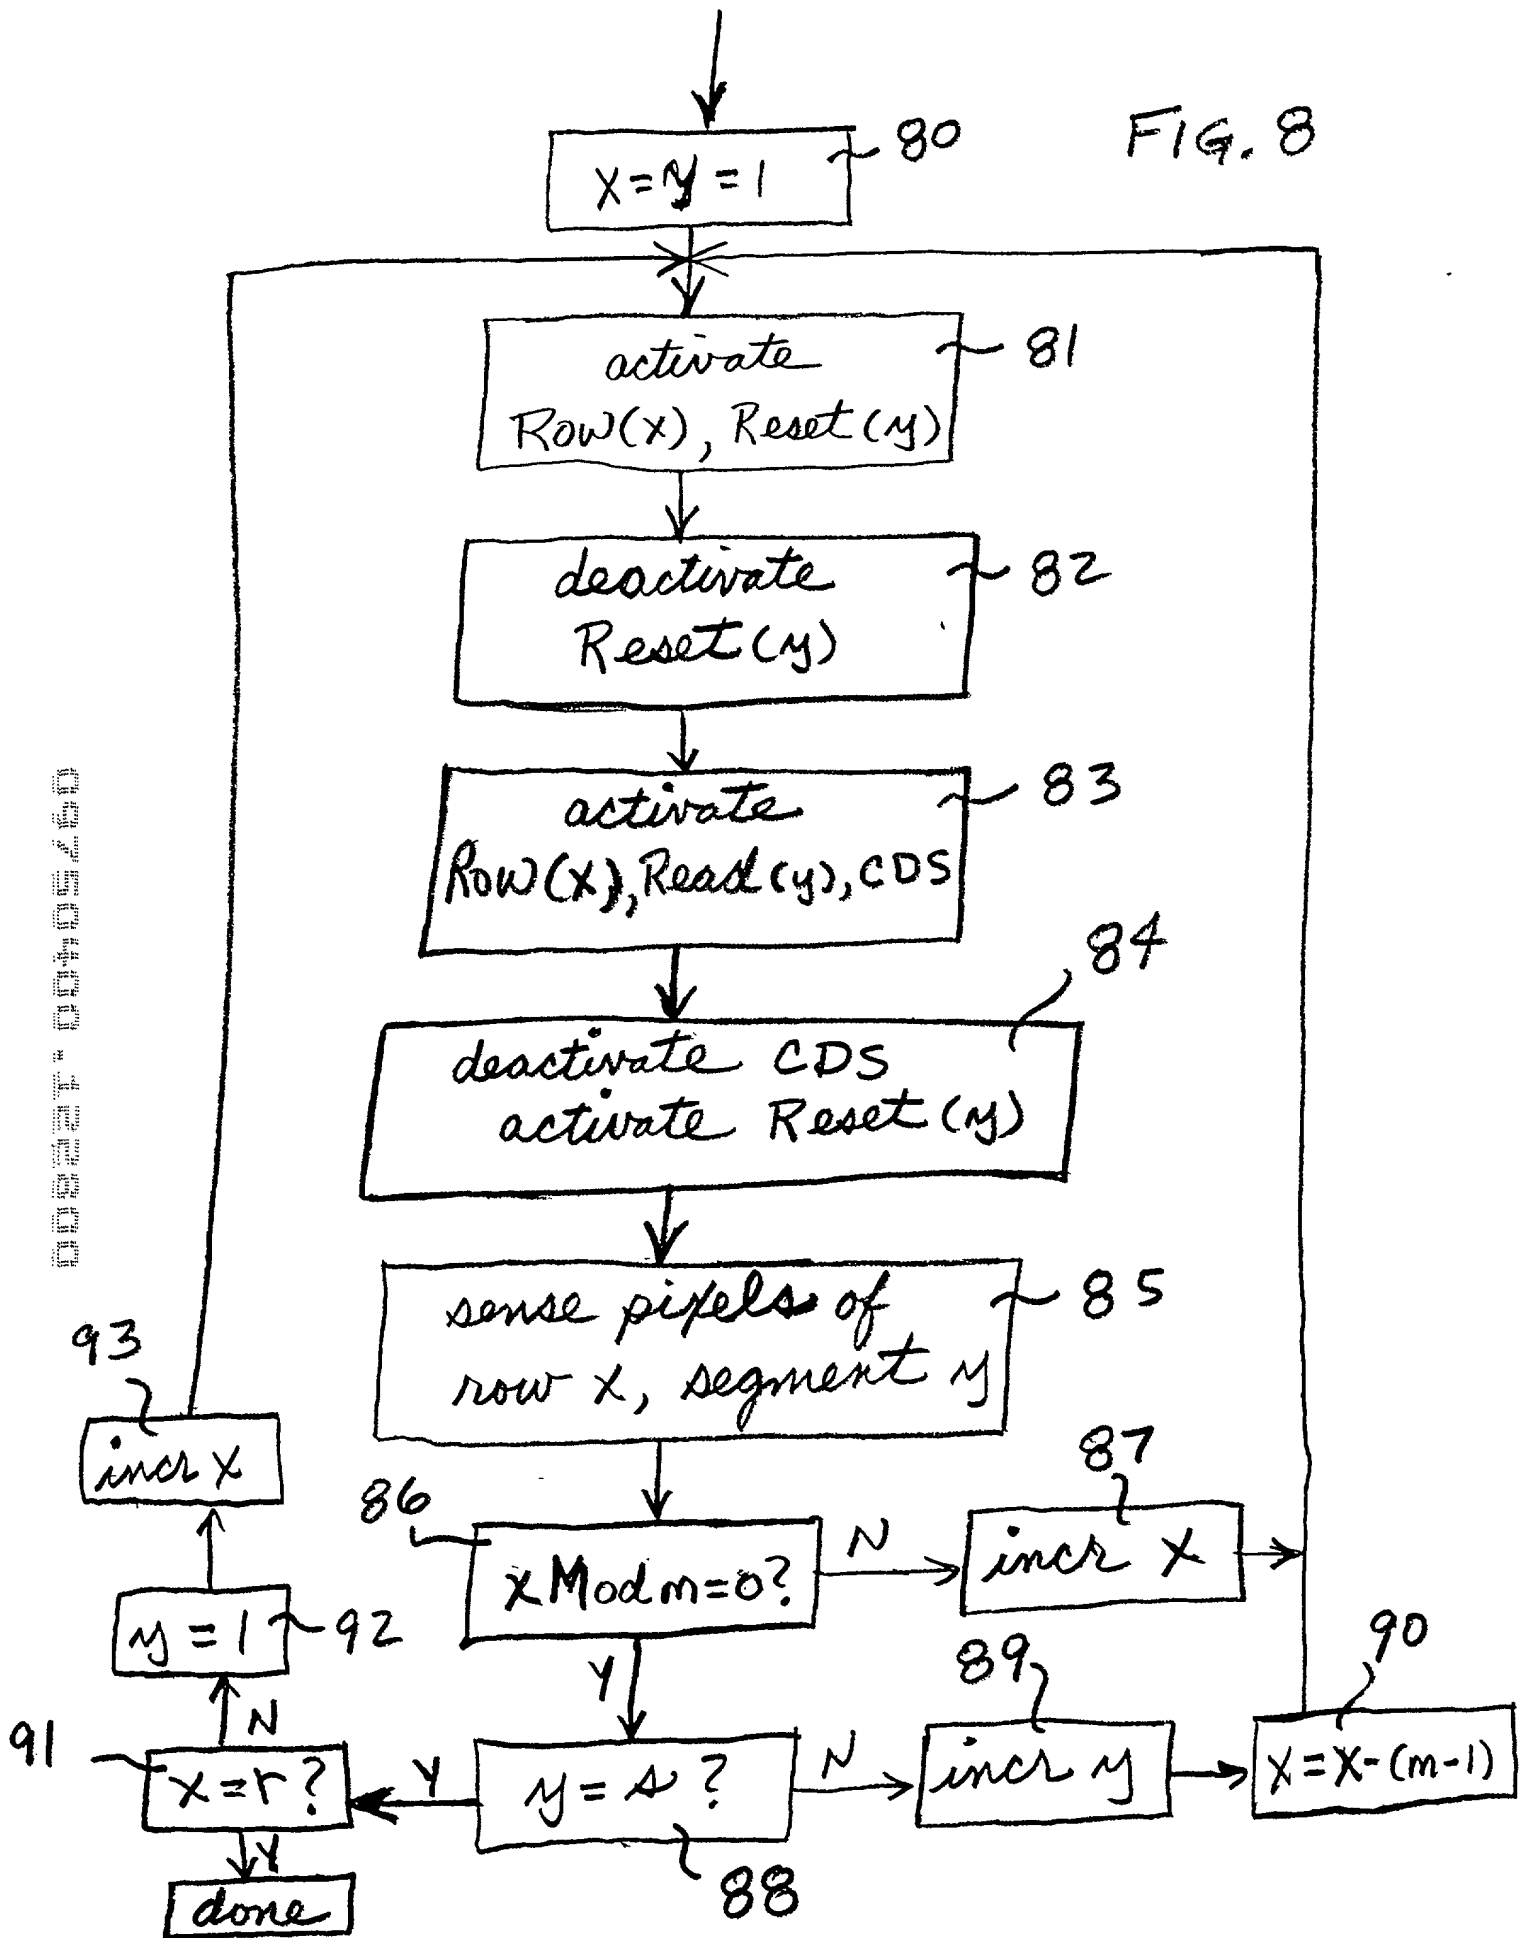 FIG. 8
80
x = y = 1
81
activate
Row(x), Reset(y)
82
deactivate
Reset(y)
83
activate
Row(x), Read(y), CDS
84
deactivate CDS
activate Reset(y)
85
sense pixels of
row x, segment y
86
x Mod m = 0?
N
87
incr x
Y
88
y = s ?
N
89
incr y
90
x = x - (m - 1)
Y
91
x = r ?
N
92
y = 1
93
incr x
Y
done
09750400.122800